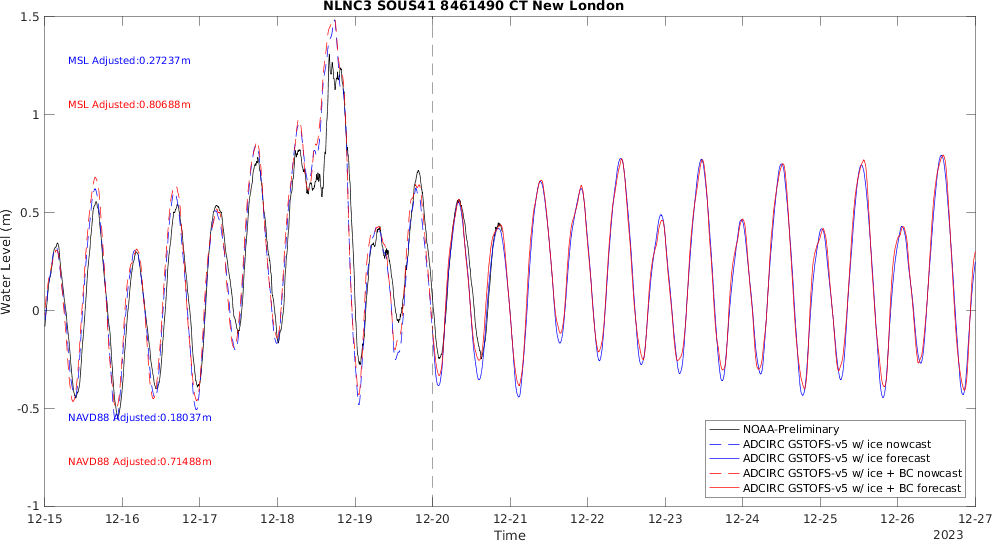 NLNC3 SOUS41 8461490 CT New London
1.5
MSL Adjusted:0.27237m
MSL Adjusted:0.80688m
1
0.5
Water Level (m)
0
-0.5
NAVD88 Adjusted:0.18037m
NAVD88 Adjusted:0.71488m
-1
NOAA-Preliminary
ADCIRC GSTOFS-v5 w/ ice nowcast
ADCIRC GSTOFS-v5 w/ ice forecast
ADCIRC GSTOFS-v5 w/ ice + BC nowcast
ADCIRC GSTOFS-v5 w/ ice + BC forecast
12-15 12-16 12-17 12-18 12-19 12-20 12-21 12-22 12-23 12-24 12-25 12-26 12-27
Time
2023